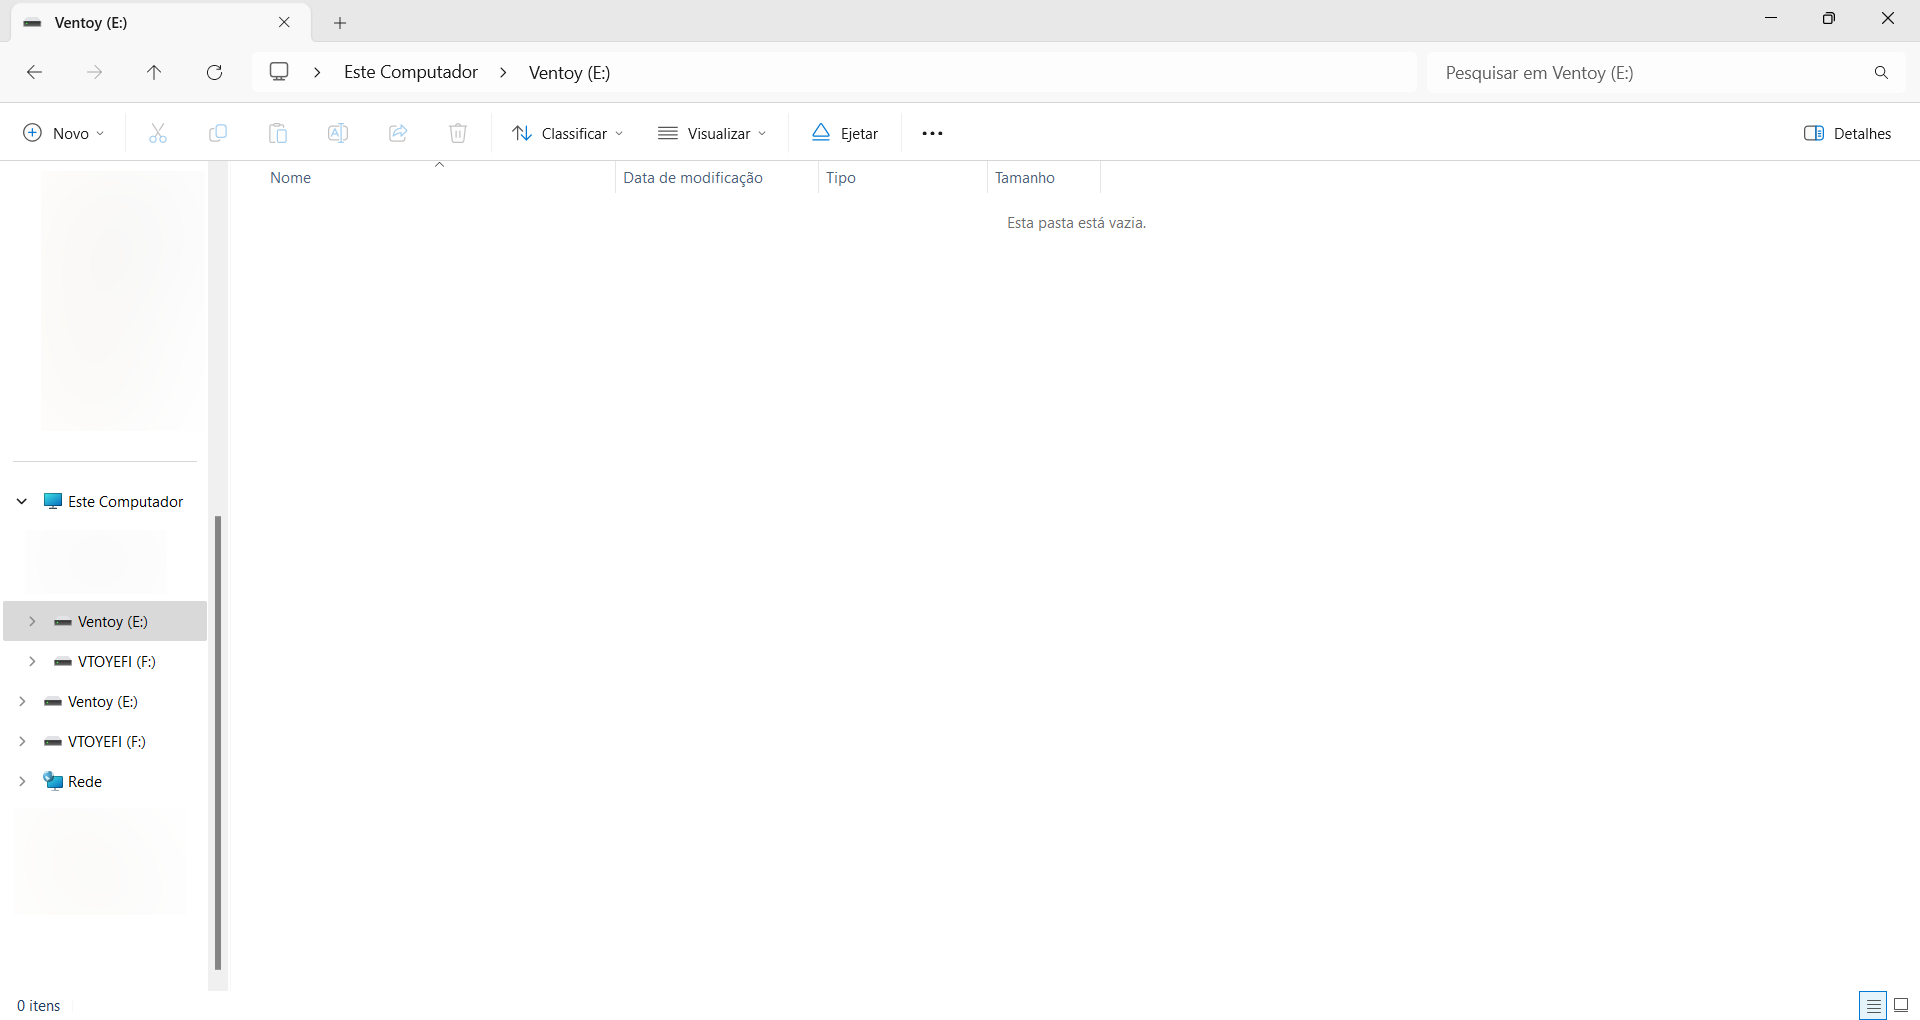 Ventoy (E:)
Este Computador > Ventoy (E:)
Pesquisar em Ventoy (E:)
Novo
Classificar
Visualizar
Ejetar
Detalhes
Nome
Data de modificação
Tipo
Tamanho
Esta pasta está vazia.
Este Computador
Ventoy (E:)
VTOYEFI (F:)
Ventoy (E:)
VTOYEFI (F:)
Rede
0 itens